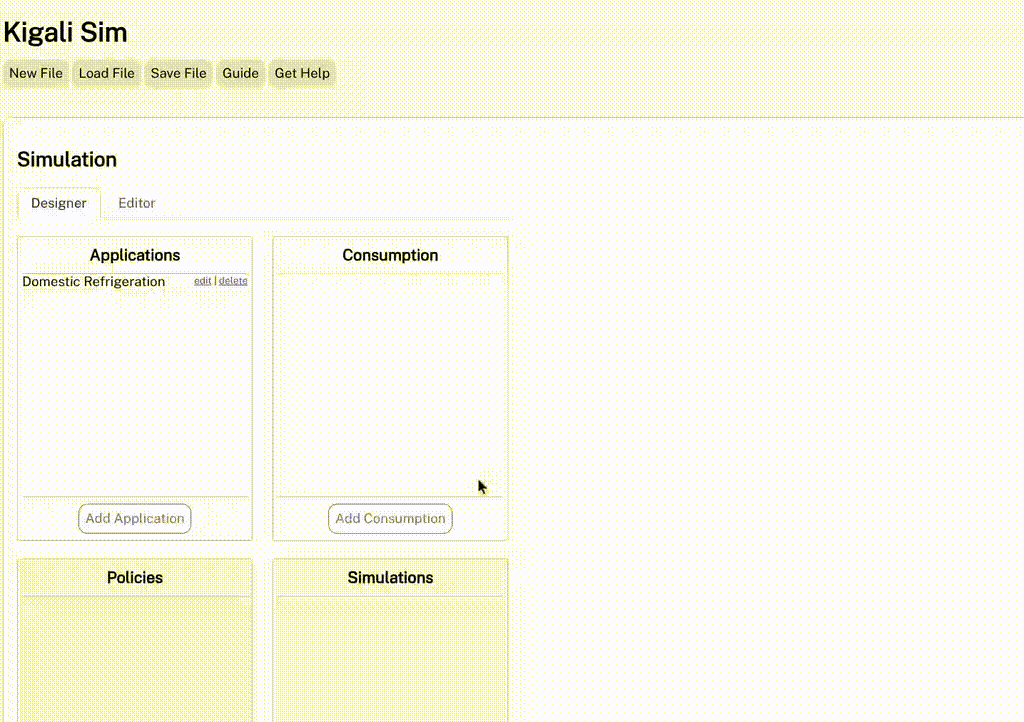 Kigali Sim
New File Load File Save File Guide Get Help
Simulation
Designer Editor
Applications
Domestic Refrigeration edit | delete
Add Application
Consumption
Add Consumption
Policies
Simulations